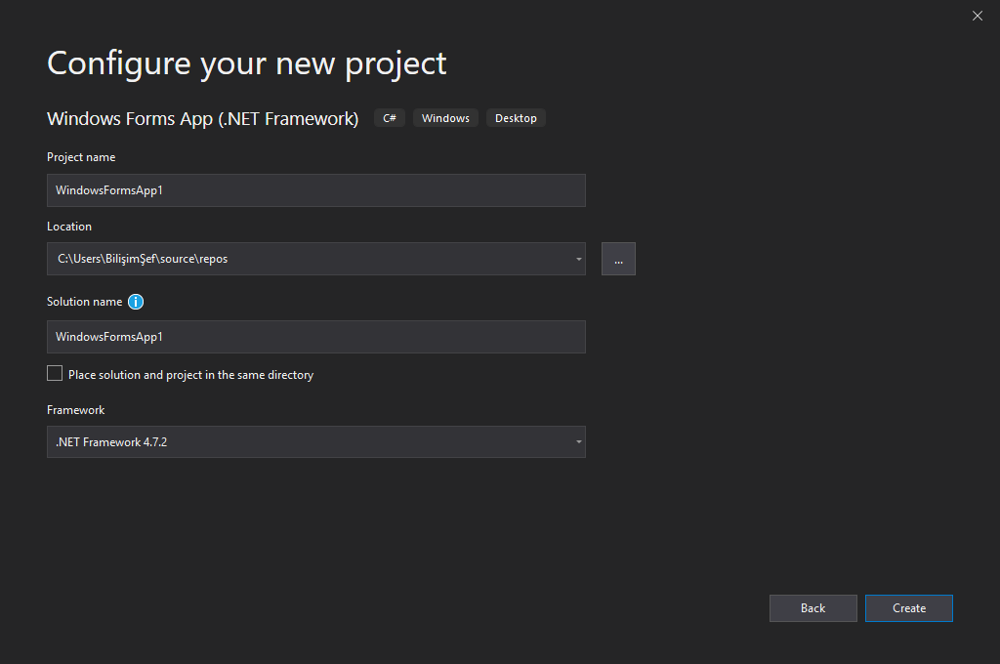 Configure your new project
Windows Forms App (.NET Framework) C# Windows Desktop
Project name
WindowsFormsApp1
Location
C:\Users\BilişimŞef\source\repos
...
Solution name
WindowsFormsApp1
Place solution and project in the same directory
Framework
.NET Framework 4.7.2
Back Create